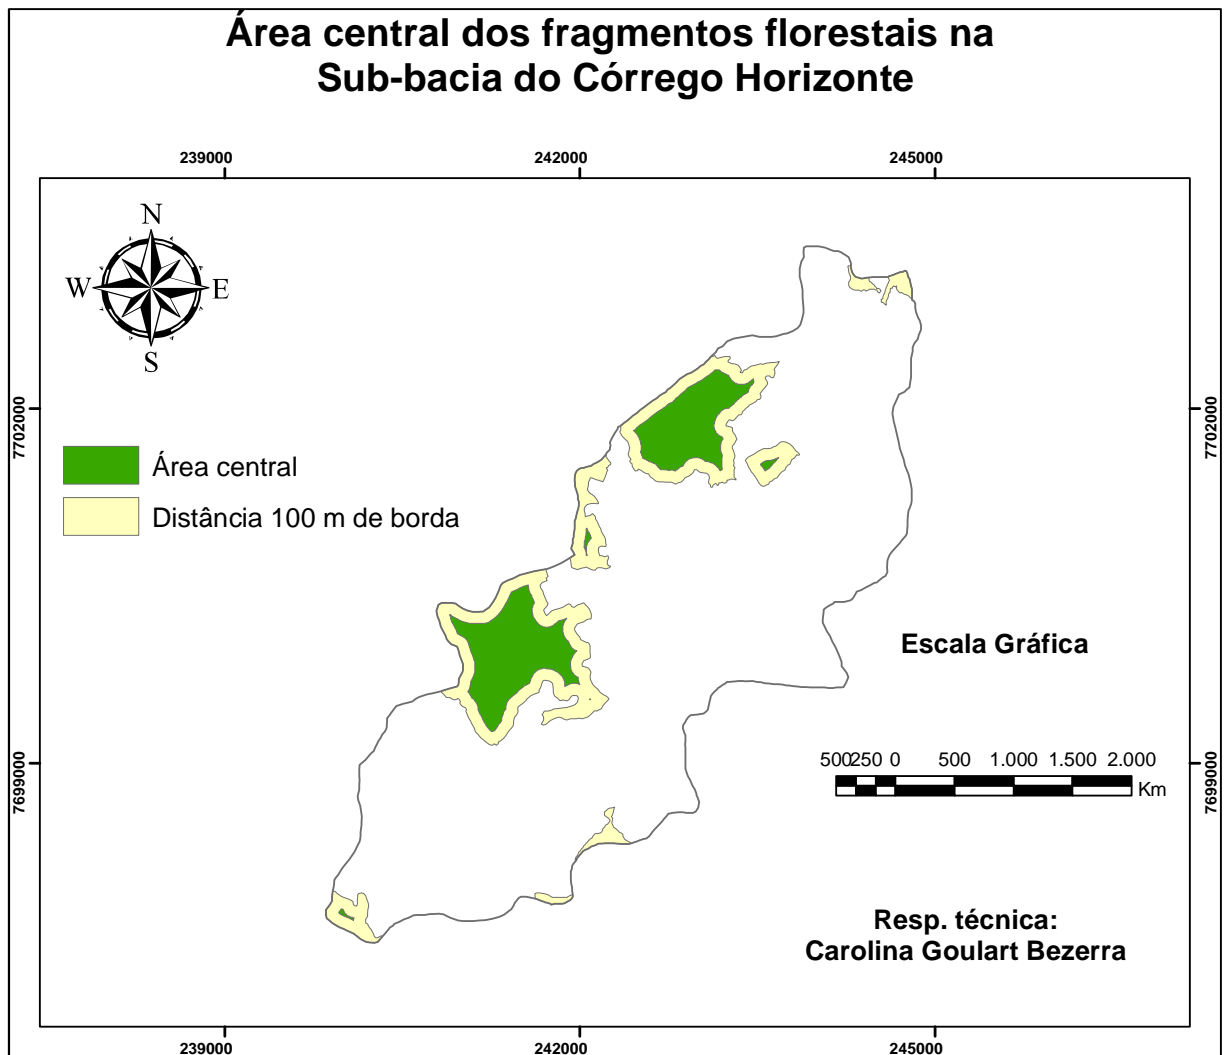 Área central dos fragmentos florestais na
Sub-bacia do Córrego Horizonte
239000 242000 245000
N
W E
S
7702000 7702000
Área central
Distância 100 m de borda
Escala Gráfica
500 250 0 500 1.000 1.500 2.000
Km
7699000 7699000
Resp. técnica:
Carolina Goulart Bezerra
239000 242000 245000